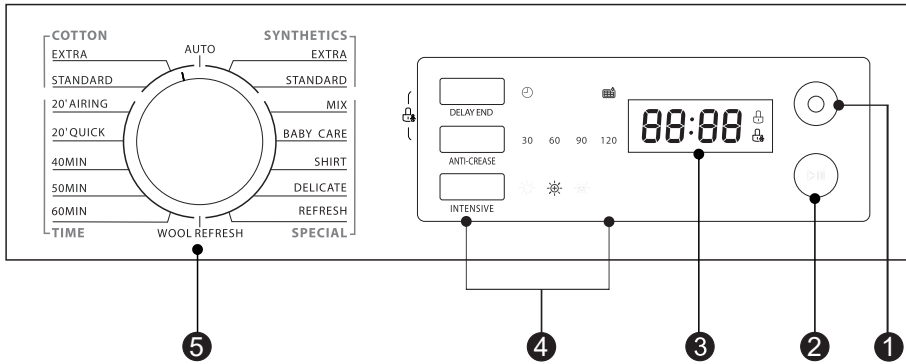 COTTON
SYNTHETICS
AUTO
EXTRA
EXTRA
STANDARD
STANDARD
20'AIRING
MIX
20'QUICK
BABY CARE
40MIN
SHIRT
50MIN
DELICATE
60MIN
REFRESH
TIME
WOOL REFRESH
SPECIAL
DELAY END
ANTI-CREASE
INTENSIVE
30 60 90 120
88:88
5
4
3
2
1